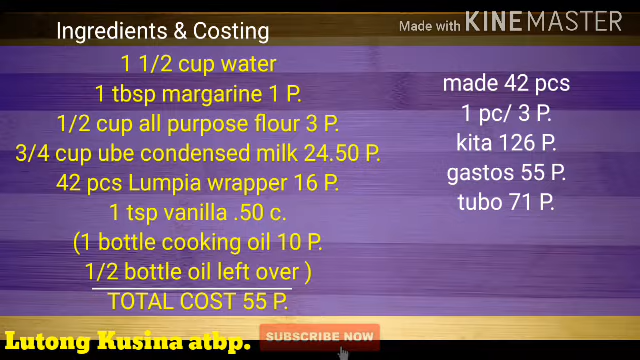 Ingredients & Costing
Made with KINEMASTER
1 1/2 cup water
1 tbsp margarine 1 P.
1/2 cup all purpose flour 3 P.
3/4 cup ube condensed milk 24.50 P.
42 pcs Lumpia wrapper 16 P.
1 tsp vanilla .50 c.
(1 bottle cooking oil 10 P.
1/2 bottle oil left over )
TOTAL COST 55 P.
made 42 pcs
1 pc/ 3 P.
kita 126 P.
gastos 55 P.
tubo 71 P.
Lutong Kusina atbp.
SUBSCRIBE NOW